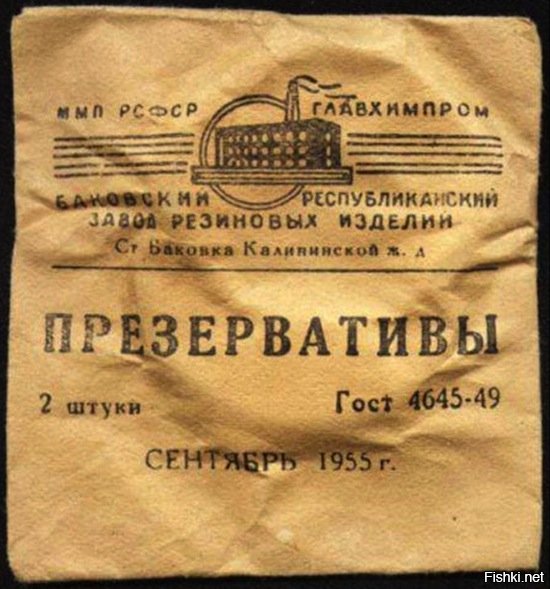 ММП РСФСР ГЛАВХИМПРОМ
БАКОВСКИЙ РЕСПУБЛИКАНСКИЙ
ЗАВОД РЕЗИНОВЫХ ИЗДЕЛИЙ
Ст Баковка Калининской ж. д
ПРЕЗЕРВАТИВЫ
2 штуки Гост 4645-49
СЕНТЯБРЬ 1955 г.
Fishki.net